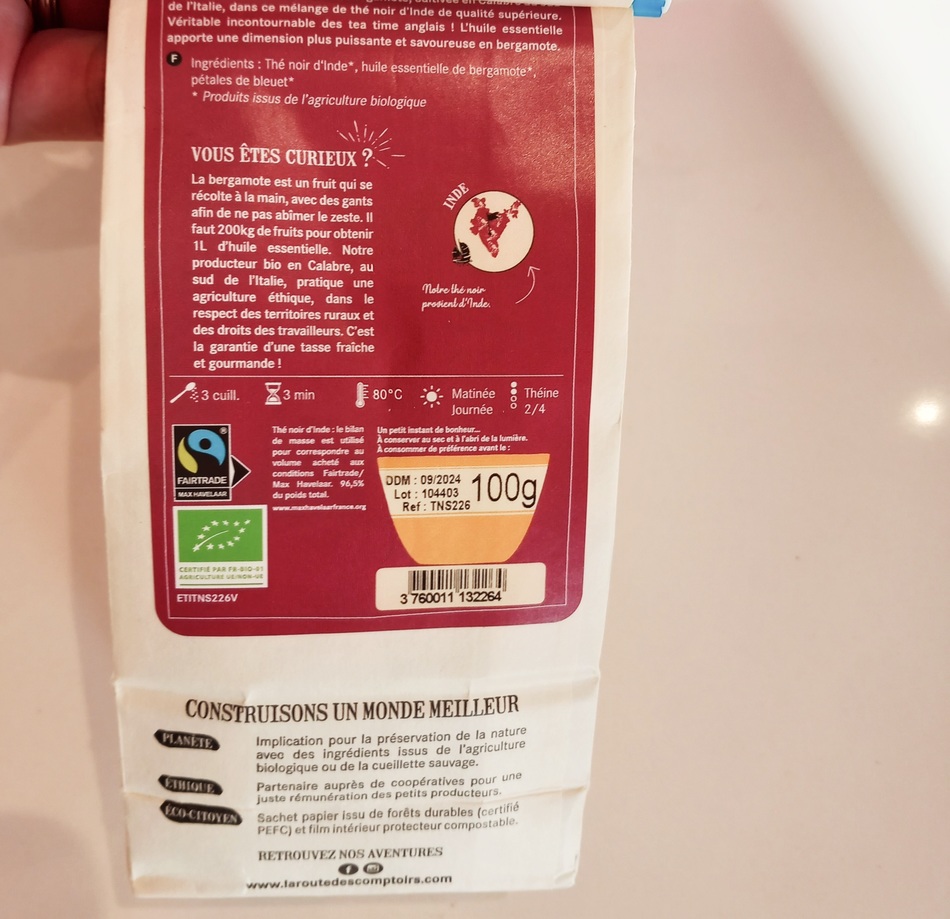 de l'Italie, dans ce mélange de thé noir d'Inde de qualité supérieure.
Véritable incontournable des tea time anglais ! L'huile essentielle
apporte une dimension plus puissante et savoureuse en bergamote.
F
Ingrédients : Thé noir d'Inde*, huile essentielle de bergamote*,
pétales de bleuet*
* Produits issus de l'agriculture biologique
VOUS ÊTES CURIEUX ?
La bergamote est un fruit qui se
récolte à la main, avec des gants
afin de ne pas abîmer le zeste. Il
faut 200kg de fruits pour obtenir
1L d'huile essentielle. Notre
producteur bio en Calabre, au
sud de l'Italie, pratique une
agriculture éthique, dans le
respect des territoires ruraux et
des droits des travailleurs. C'est
la garantie d'une tasse fraîche
et gourmande !
INDE
Notre thé noir
provient d'Inde.
3 cuill.
3 min
80°C
Matinée
Journée
Théine
2/4
FAIRTRADE
MAX HAVELAAR
Thé noir d'Inde : le bilan
de masse est utilisé
pour correspondre au
volume acheté aux
conditions Fairtrade/
Max Havelaar. 96,5%
du poids total.
www.maxhavelaarfrance.org
Un petit instant de bonheur...
À conserver au sec et à l'abri de la lumière.
À consommer de préférence avant le :
DDM : 09/2024
Lot : 104403
Ref : TNS226
100g
CERTIFIÉ PAR FR-BIO-01
AGRICULTURE UE/NON-UE
ETITNS226V
3 760011 132264
CONSTRUISONS UN MONDE MEILLEUR
PLANÈTE
Implication pour la préservation de la nature
avec des ingrédients issus de l'agriculture
biologique ou de la cueillette sauvage.
ÉTHIQUE
Partenaire auprès de coopératives pour une
juste rémunération des petits producteurs.
ÉCO-CITOYEN
Sachet papier issu de forêts durables (certifié
PEFC) et film intérieur protecteur compostable.
RETROUVEZ NOS AVENTURES
www.laroutedescomptoirs.com